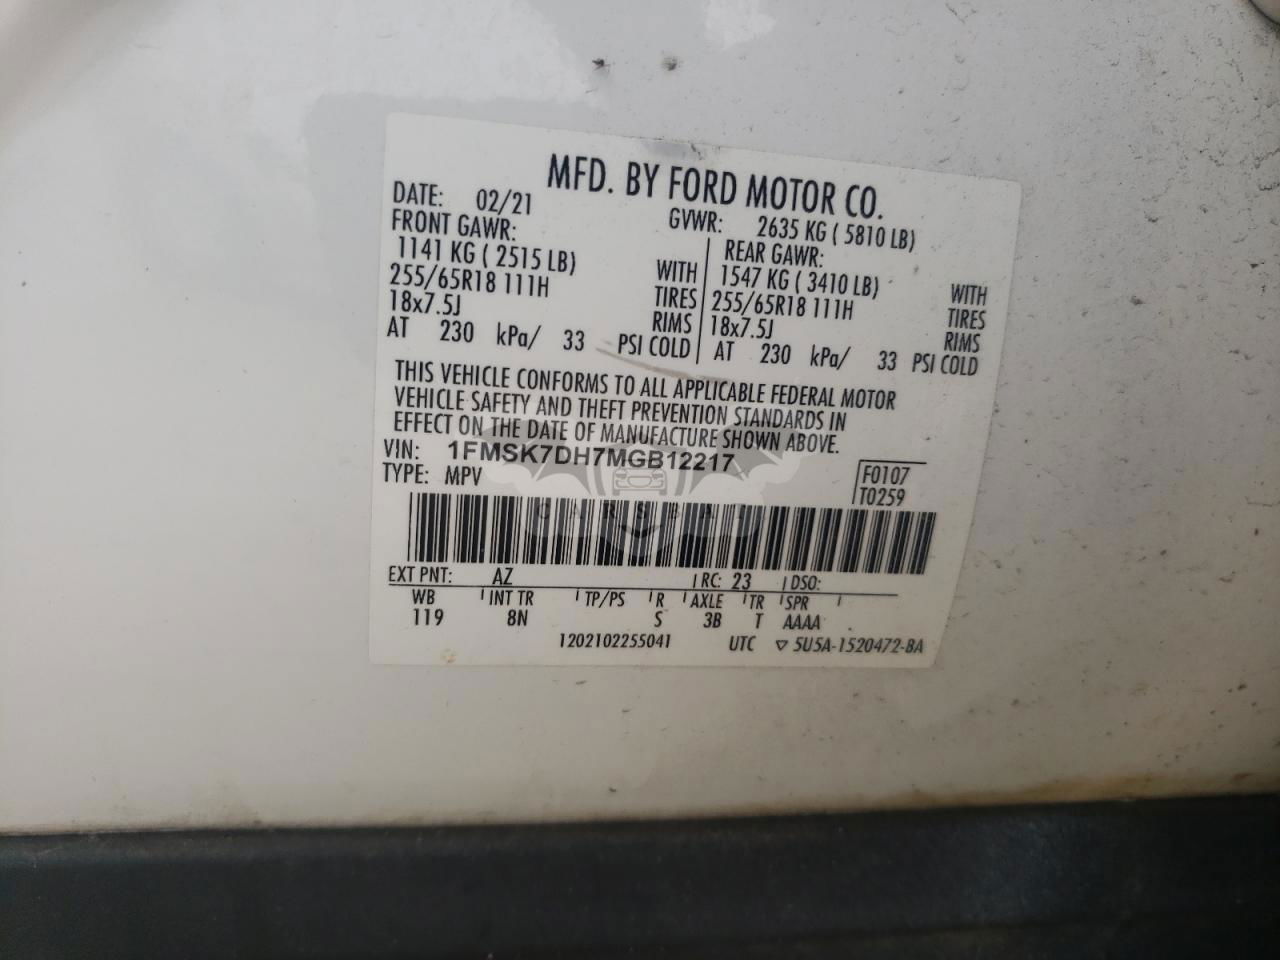 MFD. BY FORD MOTOR CO.
DATE: 02/21 GVWR: 2635 KG ( 5810 LB)
FRONT GAWR: REAR GAWR:
1141 KG ( 2515 LB) WITH 1547 KG ( 3410 LB) WITH
255/65R18 111H TIRES 255/65R18 111H TIRES
18x7.5J RIMS 18x7.5J RIMS
AT 230 kPa/ 33 PSI COLD AT 230 kPa/ 33 PSI COLD
THIS VEHICLE CONFORMS TO ALL APPLICABLE FEDERAL MOTOR
VEHICLE SAFETY AND THEFT PREVENTION STANDARDS IN
EFFECT ON THE DATE OF MANUFACTURE SHOWN ABOVE.
VIN: 1FMSK7DH7MGB12217
TYPE: MPV
F0107
T0259
EXT PNT: AZ RC: 23 DSO:
WB INT TR TP/PS R AXLE TR SPR
119 8N S 3B T AAAA
1202102255041 UTC ▽ 5U5A-1520472-BA